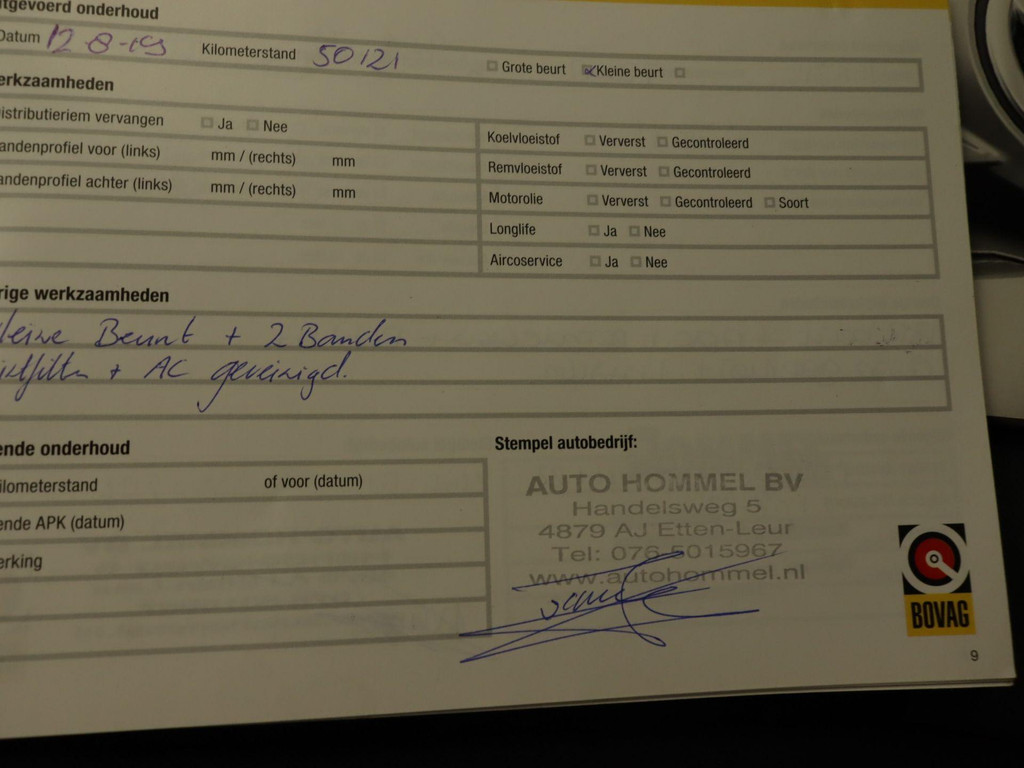 itgevoerd onderhoud
Datum 12-8-19 Kilometerstand 50121 Grote beurt Kleine beurt
erkzaamheden
istributieriem vervangen Ja Nee
andenprofiel voor (links) mm / (rechts) mm
andenprofiel achter (links) mm / (rechts) mm
Koelvloeistof Ververst Gecontroleerd
Remvloeistof Ververst Gecontroleerd
Motorolie Ververst Gecontroleerd Soort
Longlife Ja Nee
Aircoservice Ja Nee
rige werkzaamheden
leine Beurt + 2 Banden
+ AC gereinigd.
ende onderhoud
ilometerstand of voor (datum)
ende APK (datum)
erking
Stempel autobedrijf:
AUTO HOMMEL BV
Handelsweg 5
4879 AJ Etten-Leur
Tel: 076-5015967
www.autohommel.nl
BOVAG
9